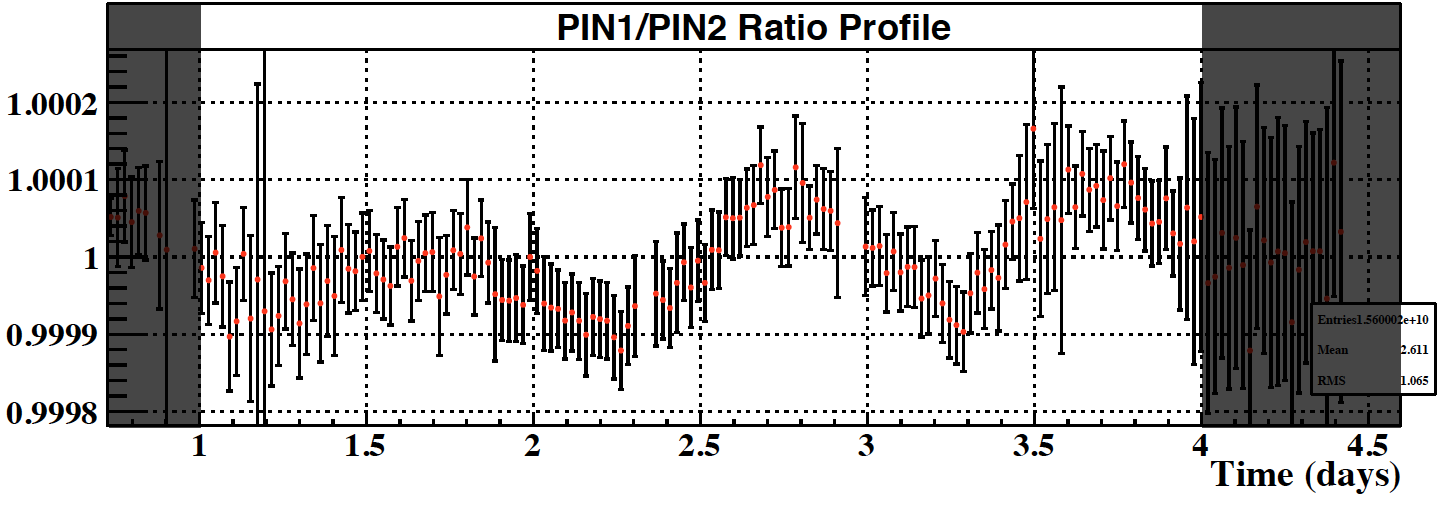 PIN1/PIN2 Ratio Profile
1.0002
1.0001
1
0.9999
0.9998
Entries1.560002e+10
Mean 2.611
RMS 1.065
1 1.5 2 2.5 3 3.5 4 4.5
Time (days)